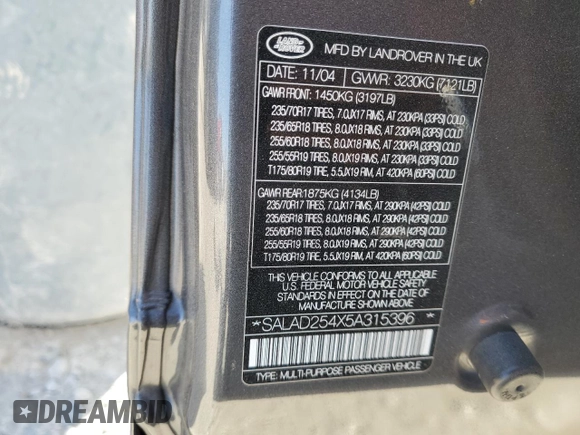 LAND-
ROVER
MFD BY LANDROVER IN THE UK
DATE: 11/04 GVWR: 3230KG (7121LB)
GAWR FRONT: 1450KG (3197LB)
235/70R17 TIRES, 7.0JX17 RIMS, AT 230KPA (33PSI) COLD
235/65R18 TIRES, 8.0JX18 RIMS, AT 230KPA (33PSI) COLD
255/60R18 TIRES, 8.0JX18 RIMS, AT 230KPA (33PSI) COLD
255/55R19 TIRES, 8.0JX19 RIMS, AT 230KPA (33PSI) COLD
T175/80R19 TIRE, 5.5JX19 RIM, AT 420KPA (60PSI) COLD
GAWR REAR: 1875KG (4134LB)
235/70R17 TIRES, 7.0JX17 RIMS, AT 290KPA (42PSI) COLD
235/65R18 TIRES, 8.0JX18 RIMS, AT 290KPA (42PSI) COLD
255/60R18 TIRES, 8.0JX18 RIMS, AT 290KPA (42PSI) COLD
255/55R19 TIRES, 8.0JX19 RIMS, AT 290KPA (42PSI) COLD
T175/80R19 TIRE, 5.5JX19 RIM, AT 420KPA (60PSI) COLD
THIS VEHICLE CONFORMS TO ALL APPLICABLE
U.S. FEDERAL MOTOR VEHICLE SAFETY
STANDARDS IN EFFECT ON THE DATE OF
MANUFACTURE SHOWN ABOVE.
*SALAD254X5A315396*
TYPE: MULTI-PURPOSE PASSENGER VEHICLE
DREAMBID